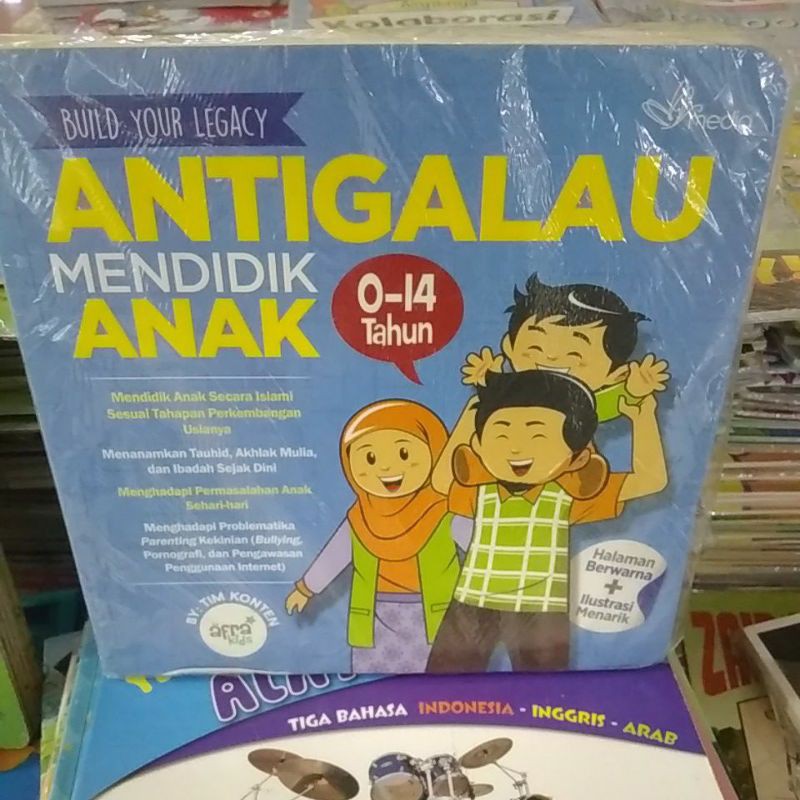 Kolaborasi
BUILD YOUR LEGACY
media
ANTIGALAU
MENDIDIK
ANAK
0-14
Tahun
Mendidik Anak Secara Islami
Sesuai Tahapan Perkembangan
Usianya
Menanamkan Tauhid, Akhlak Mulia,
dan Ibadah Sejak Dini
Menghadapi Permasalahan Anak
Sehari-hari
Menghadapi Problematika
Parenting Kekinian (Bullying,
Pornografi, dan Pengawasan
Penggunaan Internet)
BY: TIM KONTEN
afra
kids
Halaman
Berwarna
+
Ilustrasi
Menarik
TIGA BAHASA INDONESIA - INGGRIS - ARAB